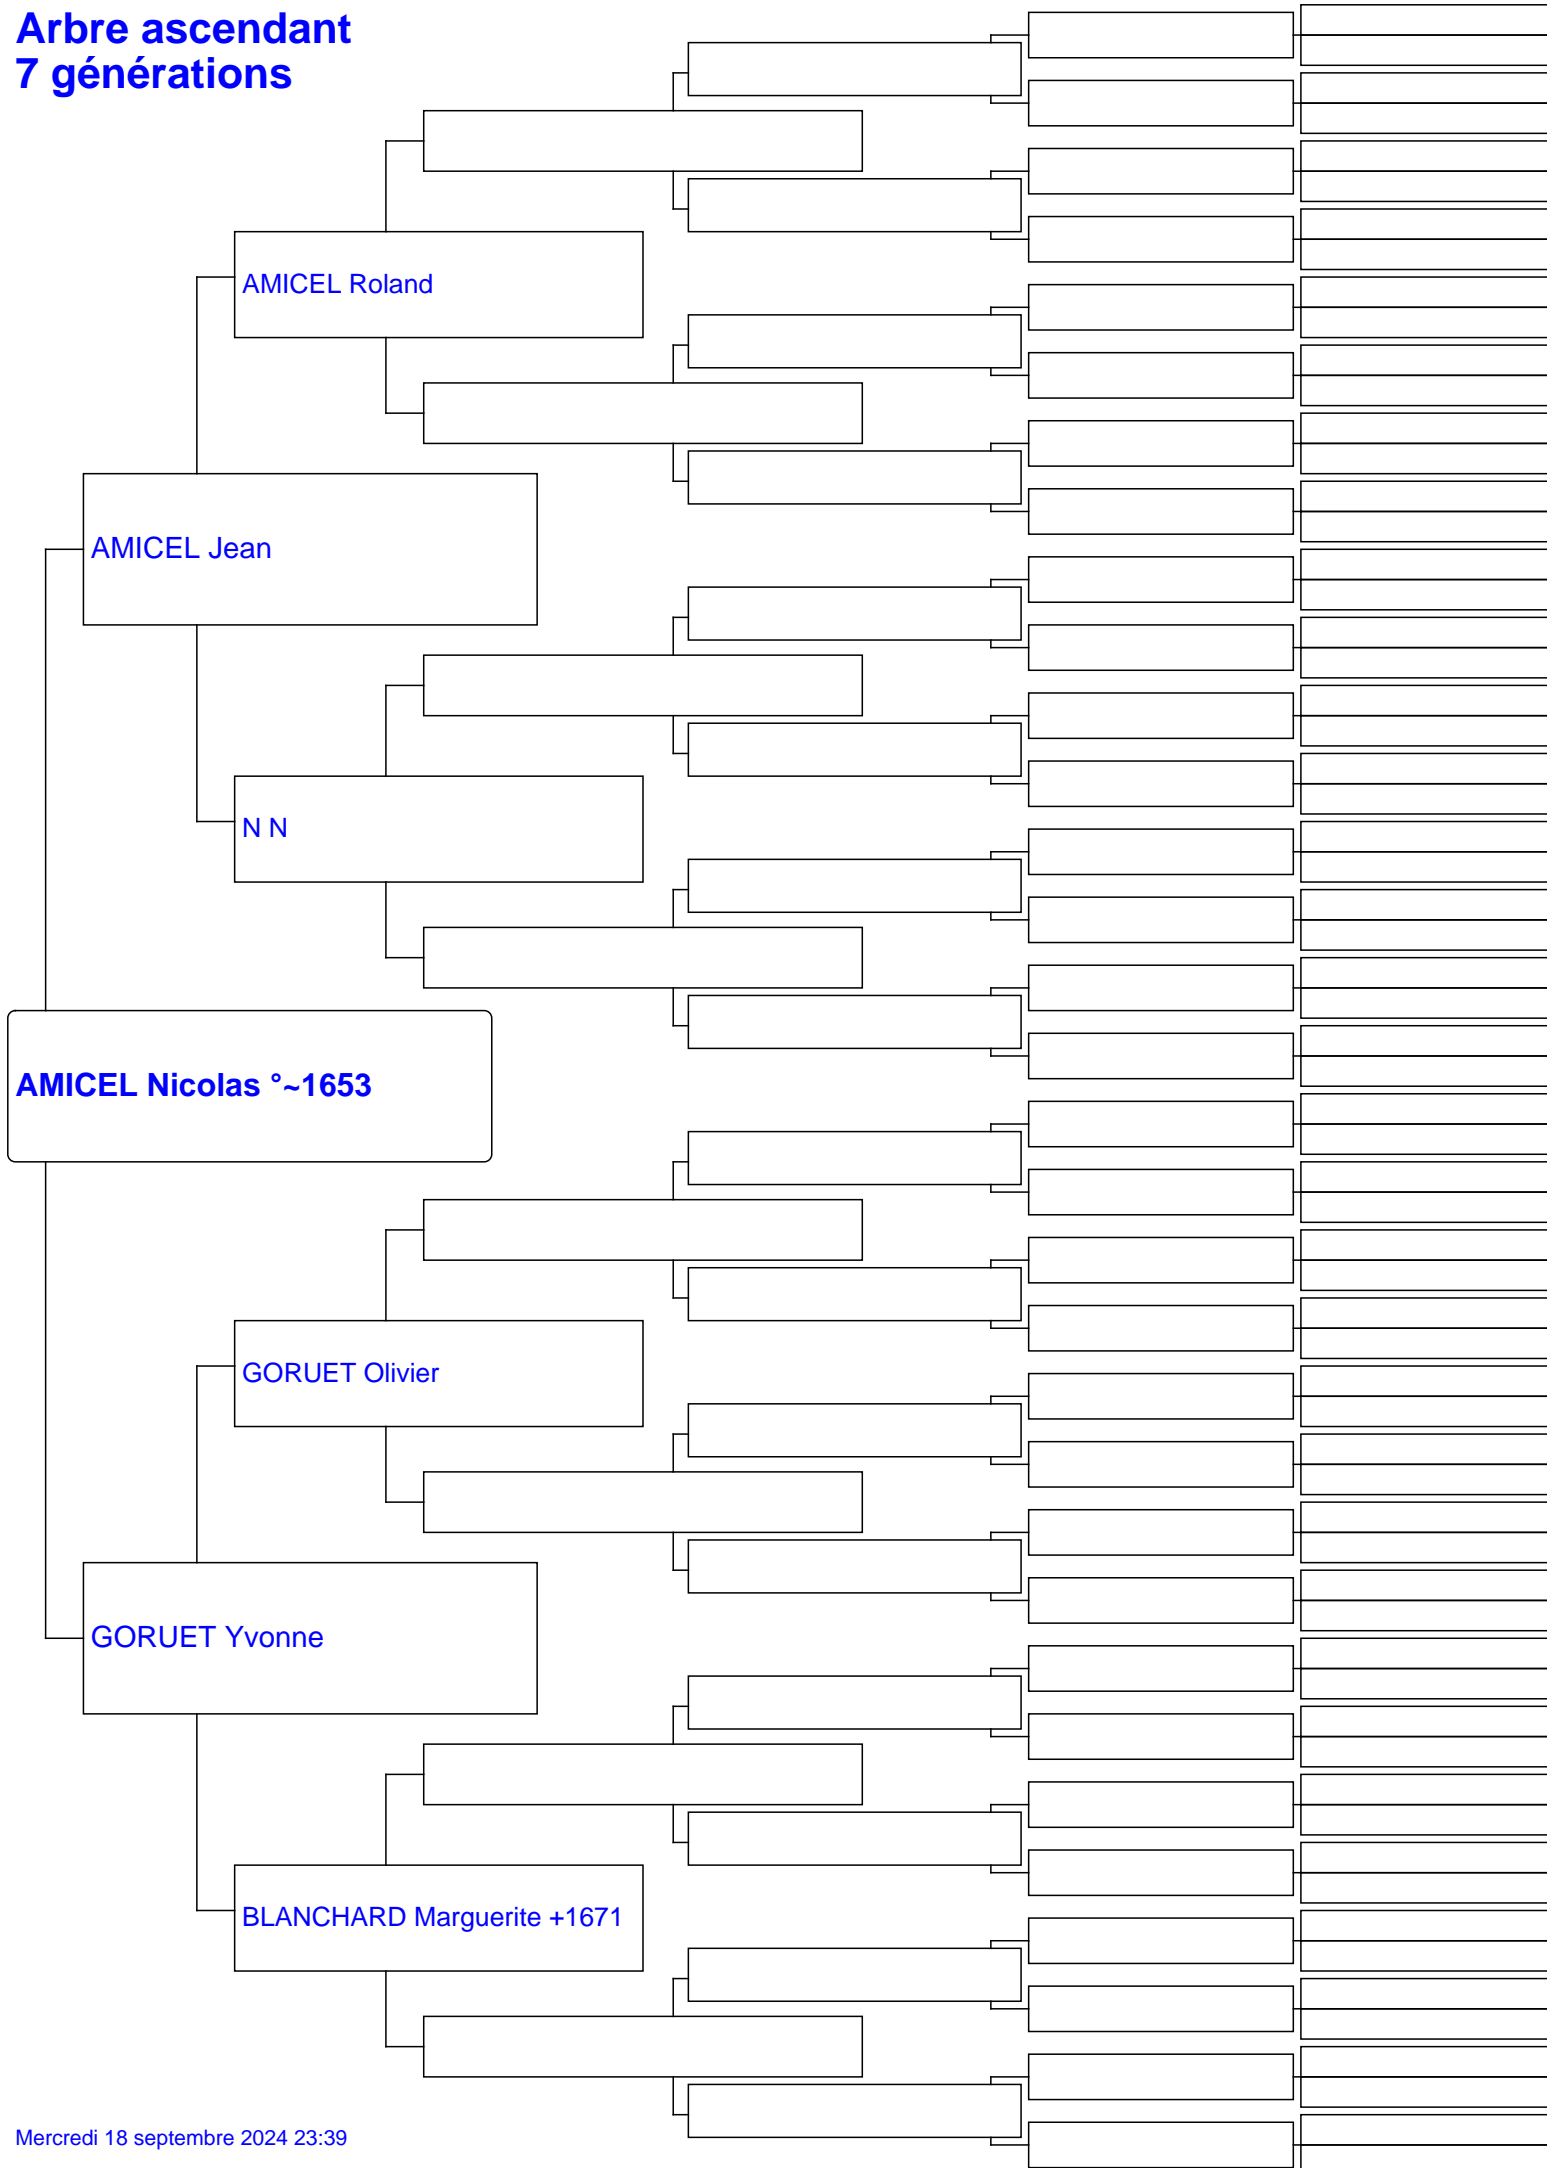 Arbre ascendant
7 générations
AMICEL Roland
AMICEL Jean
N N
AMICEL Nicolas °~1653
GORUET Olivier
GORUET Yvonne
BLANCHARD Marguerite +1671
Mercredi 18 septembre 2024 23:39